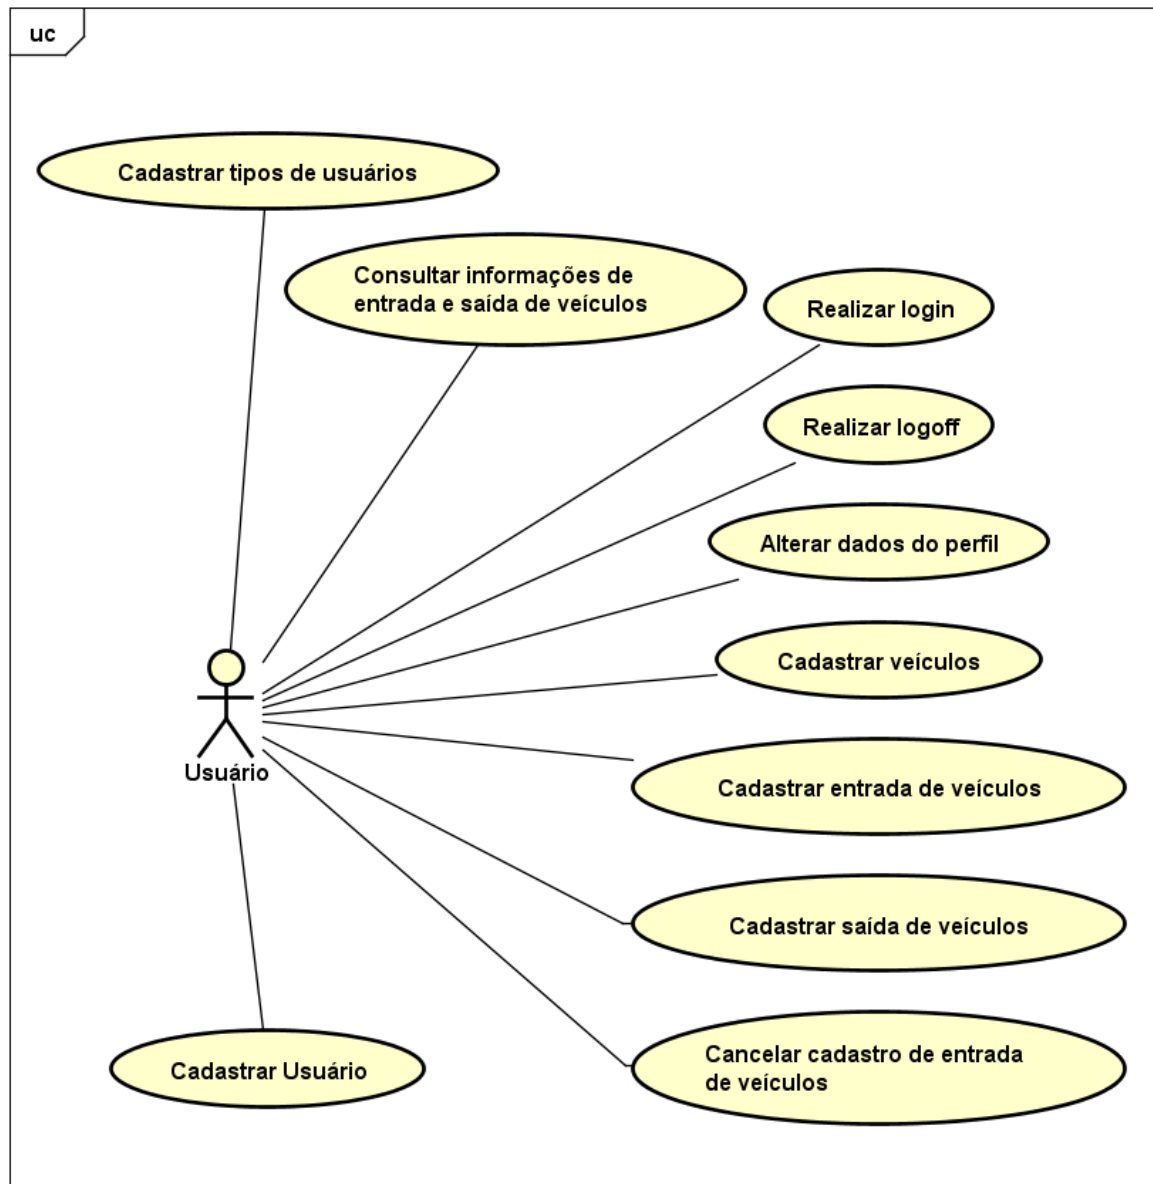 uc
Cadastrar tipos de usuários
Consultar informações de
entrada e saída de veículos
Realizar login
Realizar logoff
Alterar dados do perfil
Cadastrar veículos
Usuário
Cadastrar entrada de veículos
Cadastrar saída de veículos
Cancelar cadastro de entrada
de veículos
Cadastrar Usuário